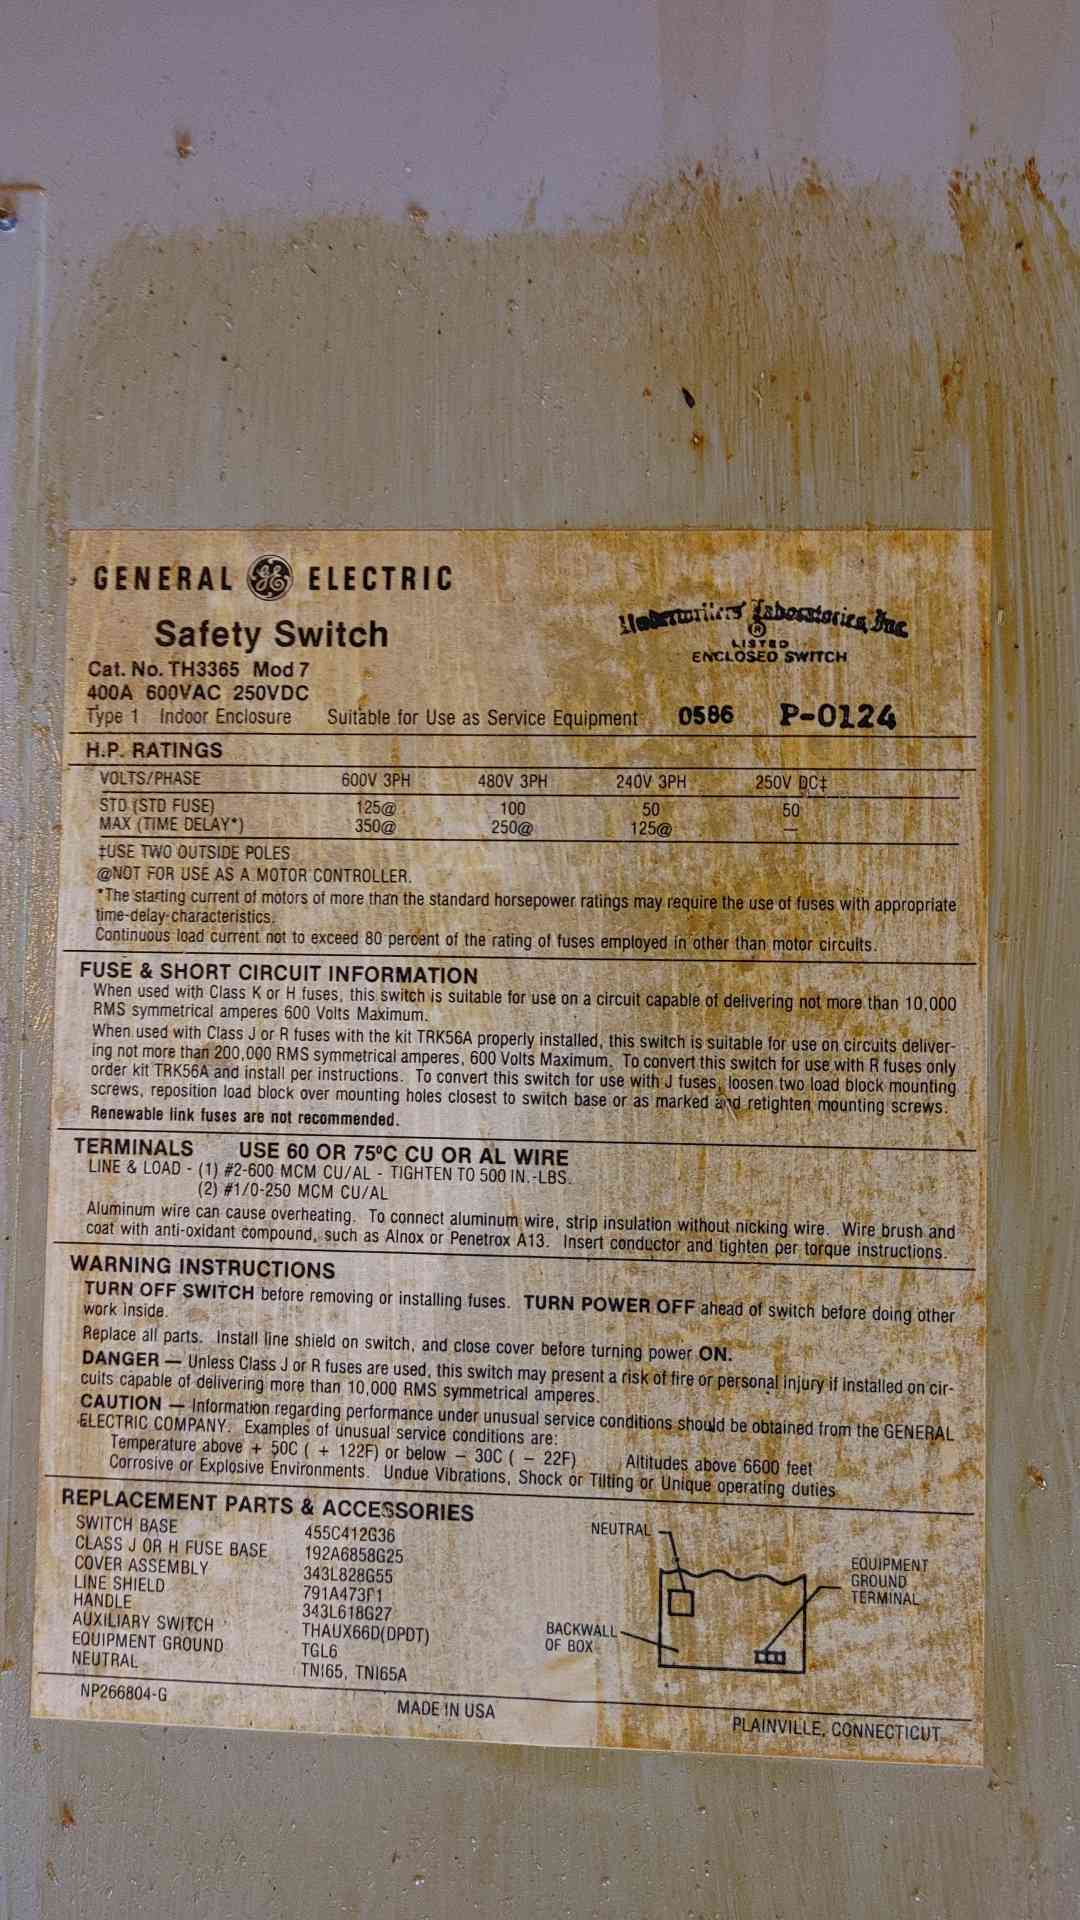 GENERAL GE ELECTRIC
Safety Switch
Underwriters' Laboratories, Inc.
®
LISTED
ENCLOSED SWITCH
Cat. No. TH3365 Mod 7
400A 600VAC 250VDC
Type 1 Indoor Enclosure Suitable for Use as Service Equipment 0586 P-0124
H.P. RATINGS
VOLTS/PHASE 600V 3PH 480V 3PH 240V 3PH 250V DC‡
STD (STD FUSE) 125@ 100 50 50
MAX (TIME DELAY*) 350@ 250@ 125@ —
‡USE TWO OUTSIDE POLES
@NOT FOR USE AS A MOTOR CONTROLLER.
*The starting current of motors of more than the standard horsepower ratings may require the use of fuses with appropriate
time-delay-characteristics.
Continuous load current not to exceed 80 percent of the rating of fuses employed in other than motor circuits.
FUSE & SHORT CIRCUIT INFORMATION
When used with Class K or H fuses, this switch is suitable for use on a circuit capable of delivering not more than 10,000
RMS symmetrical amperes 600 Volts Maximum.
When used with Class J or R fuses with the kit TRK56A properly installed, this switch is suitable for use on circuits deliver-
ing not more than 200,000 RMS symmetrical amperes, 600 Volts Maximum. To convert this switch for use with R fuses only
order kit TRK56A and install per instructions. To convert this switch for use with J fuses, loosen two load block mounting
screws, reposition load block over mounting holes closest to switch base or as marked and retighten mounting screws.
Renewable link fuses are not recommended.
TERMINALS USE 60 OR 75ºC CU OR AL WIRE
LINE & LOAD - (1) #2-600 MCM CU/AL - TIGHTEN TO 500 IN.-LBS.
(2) #1/0-250 MCM CU/AL
Aluminum wire can cause overheating. To connect aluminum wire, strip insulation without nicking wire. Wire brush and
coat with anti-oxidant compound, such as Alnox or Penetrox A13. Insert conductor and tighten per torque instructions.
WARNING INSTRUCTIONS
TURN OFF SWITCH before removing or installing fuses. TURN POWER OFF ahead of switch before doing other
work inside.
Replace all parts. Install line shield on switch, and close cover before turning power ON.
DANGER — Unless Class J or R fuses are used, this switch may present a risk of fire or personal injury if installed on cir-
cuits capable of delivering more than 10,000 RMS symmetrical amperes.
CAUTION — Information regarding performance under unusual service conditions should be obtained from the GENERAL
ELECTRIC COMPANY. Examples of unusual service conditions are:
Temperature above + 50C ( + 122F) or below – 30C ( – 22F) Altitudes above 6600 feet
Corrosive or Explosive Environments. Undue Vibrations, Shock or Tilting or Unique operating duties
REPLACEMENT PARTS & ACCESSORIES
SWITCH BASE 455C412G36
CLASS J OR H FUSE BASE 192A6858G25
COVER ASSEMBLY 343L828G55
LINE SHIELD 791A473P1
HANDLE 343L618G27
AUXILIARY SWITCH THAUX66D(DPDT)
EQUIPMENT GROUND TGL6
NEUTRAL TNI65, TNI65A
NEUTRAL
EQUIPMENT
GROUND
TERMINAL
BACKWALL
OF BOX
NP266804-G
MADE IN USA
PLAINVILLE, CONNECTICUT